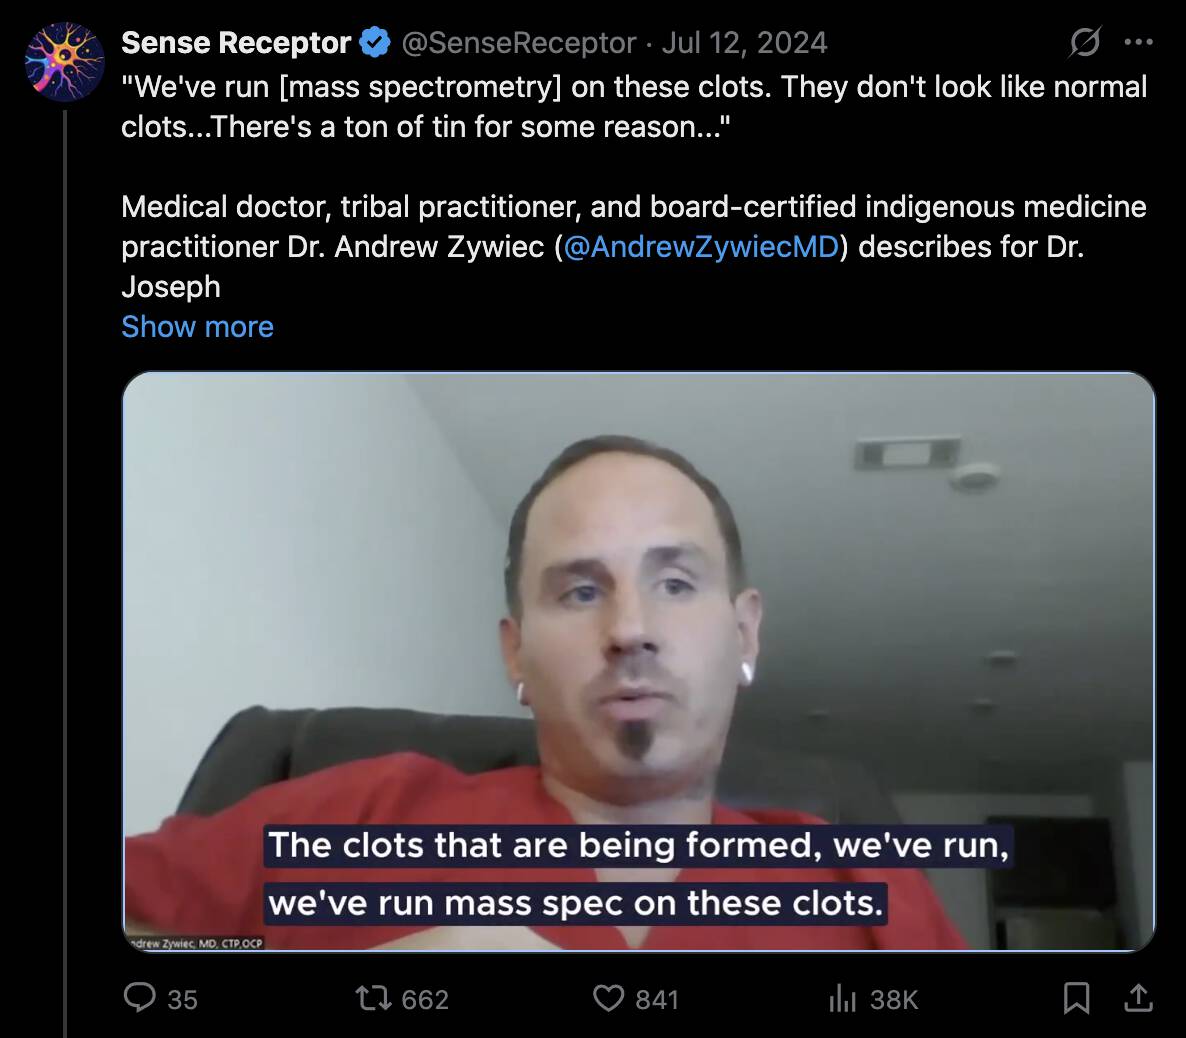 Sense Receptor @SenseReceptor · Jul 12, 2024
"We've run [mass spectrometry] on these clots. They don't look like normal
clots...There's a ton of tin for some reason..."
Medical doctor, tribal practitioner, and board-certified indigenous medicine
practitioner Dr. Andrew Zywiec (@AndrewZywiecMD) describes for Dr.
Joseph
Show more
The clots that are being formed, we've run,
we've run mass spec on these clots.
ndrew Zywiec, MD, CTP,OCP
35 662 841 38K